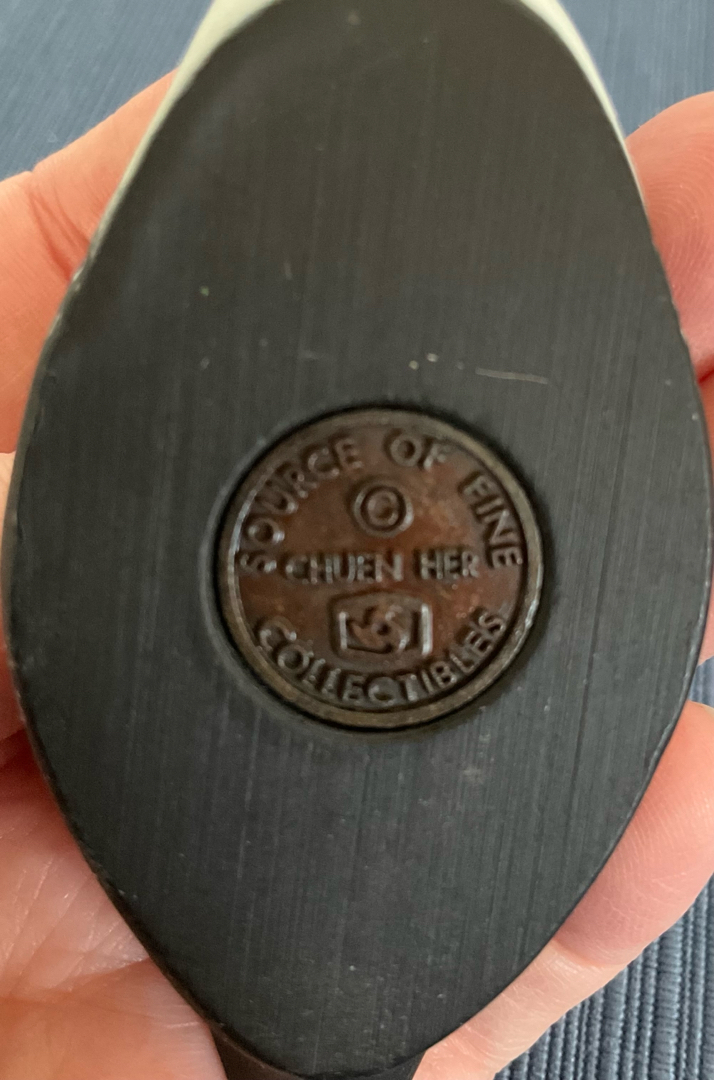 SOURCE OF FINE
©
CHUEN HER
COLLECTIBLES